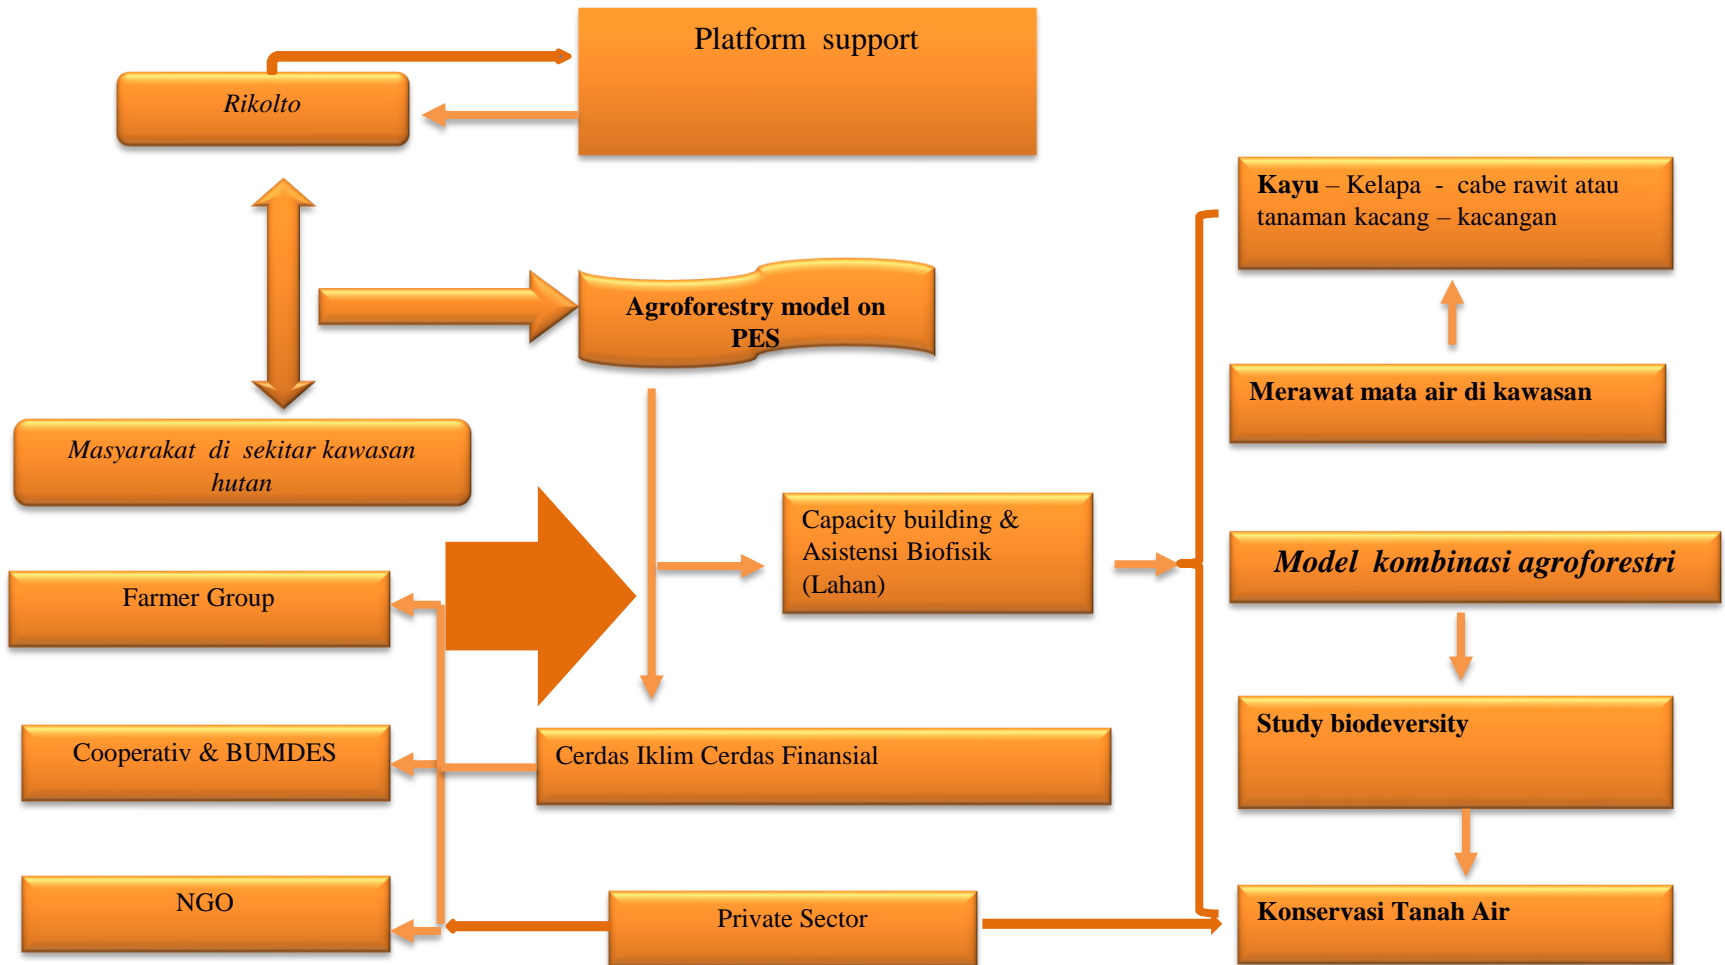 Platform support
Rikolto
Kayu – Kelapa - cabe rawit atau
tanaman kacang – kacangan
Agroforestry model on
PES
Merawat mata air di kawasan
Masyarakat di sekitar kawasan
hutan
Capacity building &
Asistensi Biofisik
(Lahan)
Model kombinasi agroforestri
Farmer Group
Study biodeversity
Cooperativ & BUMDES
Cerdas Iklim Cerdas Finansial
NGO
Private Sector
Konservasi Tanah Air